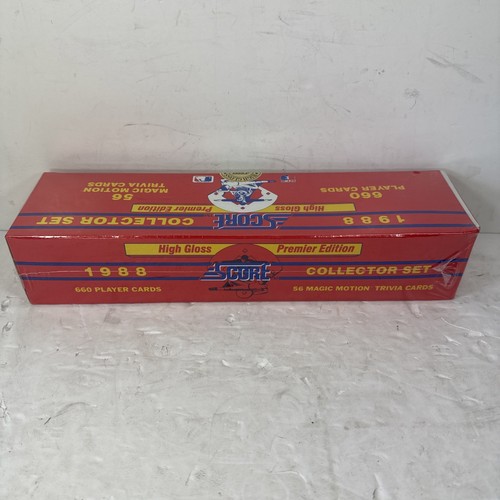 1988
COLLECTOR SET
SCORE
High Gloss
Premier Edition
660
PLAYER CARDS
56
MAGIC MOTION
TRIVIA CARDS
High Gloss
Premier Edition
1988
SCORE
COLLECTOR SET
660 PLAYER CARDS
56 MAGIC MOTION TRIVIA CARDS